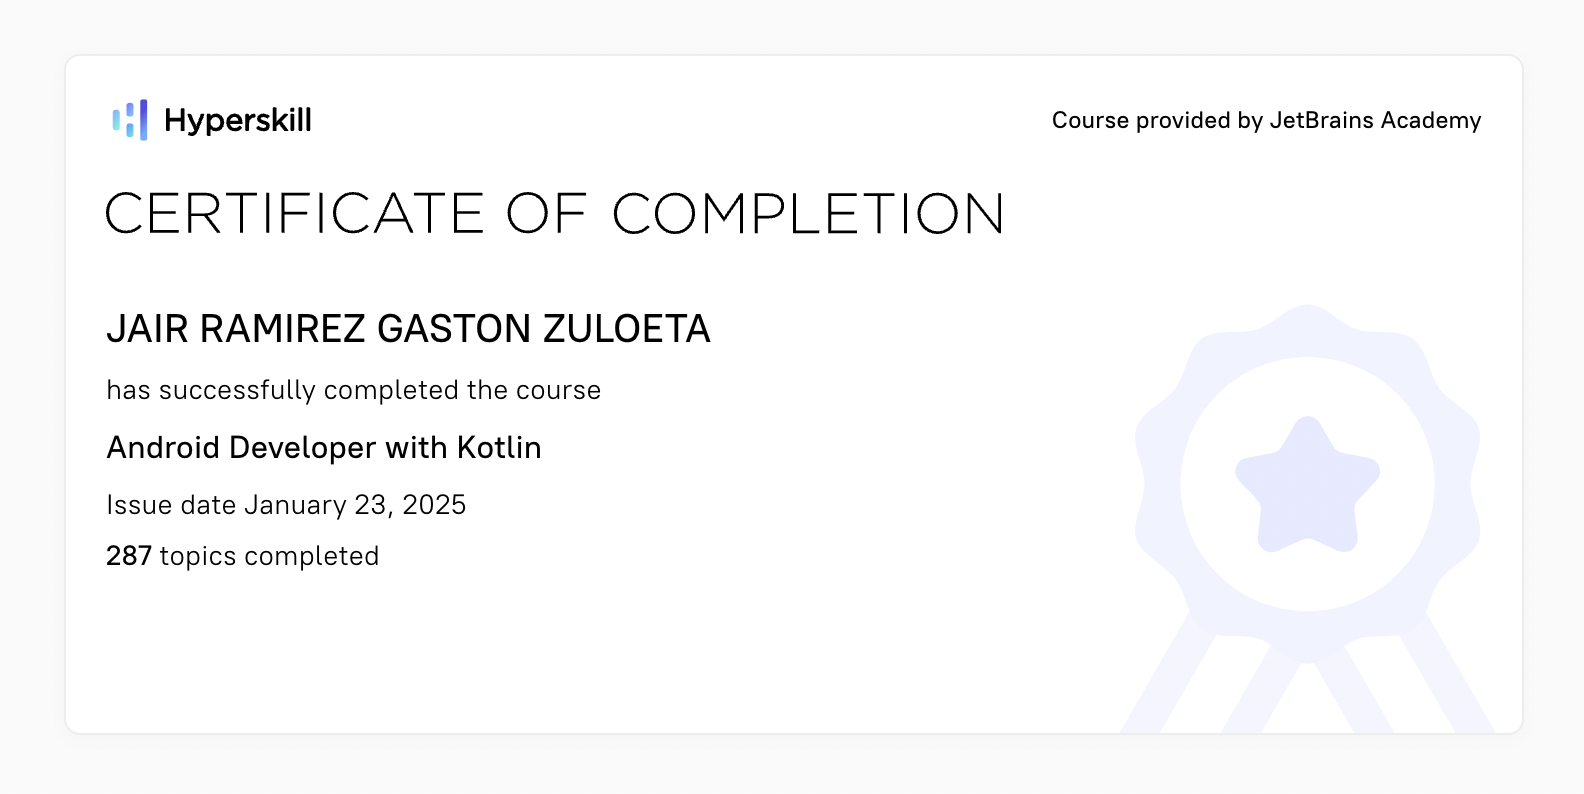 Hyperskill
Course provided by JetBrains Academy
CERTIFICATE OF COMPLETION
JAIR RAMIREZ GASTON ZULOETA
has successfully completed the course
Android Developer with Kotlin
Issue date January 23, 2025
287 topics completed